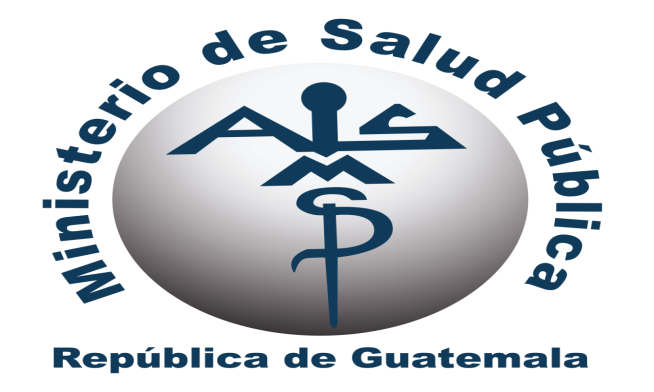 Ministerio de Salud Pública
A S
M
S
P
República de Guatemala